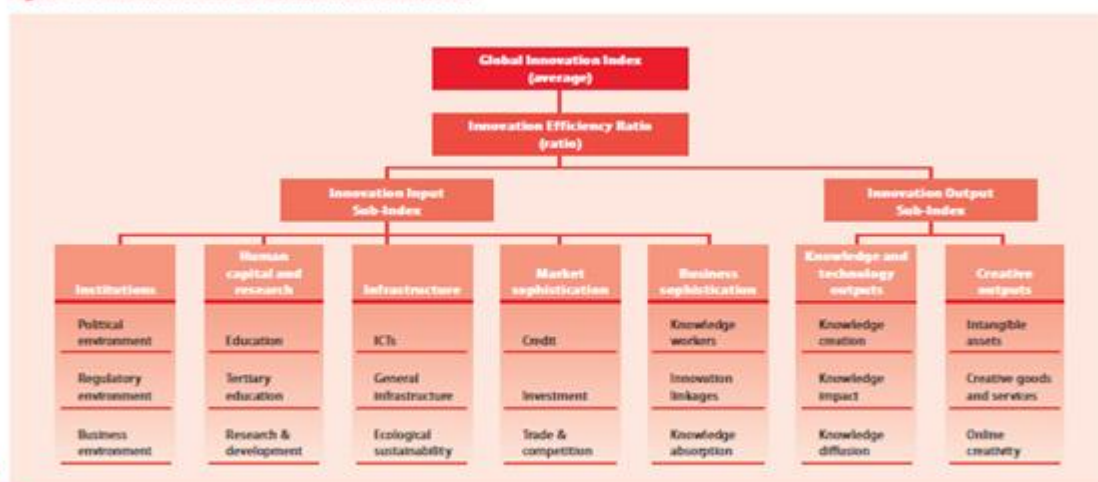 Global Innovation Index
(average)
Innovation Efficiency Ratio
(ratio)
Innovation Input
Sub-Index
Innovation Output
Sub-Index
Institutions
Human
capital and
research
Infrastructure
Market
sophistication
Business
sophistication
Knowledge and
technology
outputs
Creative
outputs
Political
environment
Education
ICTs
Credit
Knowledge
workers
Knowledge
creation
Intangible
assets
Regulatory
environment
Tertiary
education
General
infrastructure
Investment
Innovation
linkages
Knowledge
impact
Creative goods
and services
Business
environment
Research &
development
Ecological
sustainability
Trade &
competition
Knowledge
absorption
Knowledge
diffusion
Online
creativity